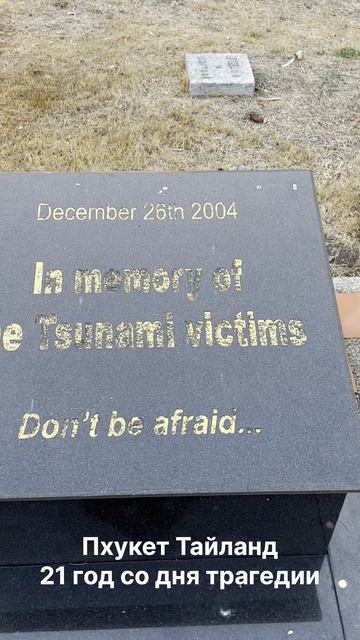 December 26th 2004
In memory of
e Tsunami victims
Don't be afraid...
Пхукет Тайланд
21 год со дня трагедии